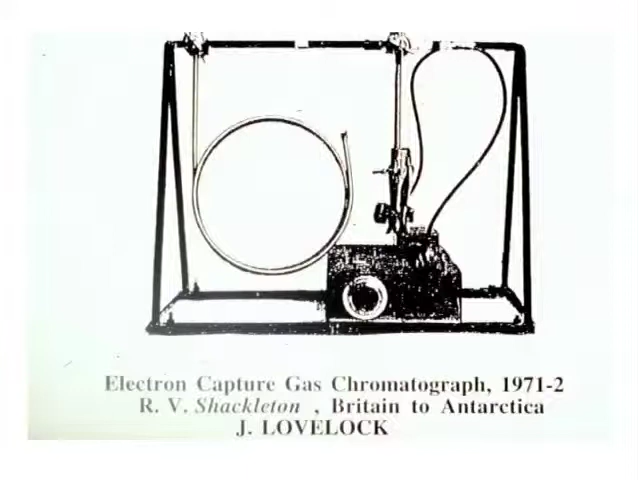 Electron Capture Gas Chromatograph, 1971-2
R. V. Shackleton , Britain to Antarctica
J. LOVELOCK